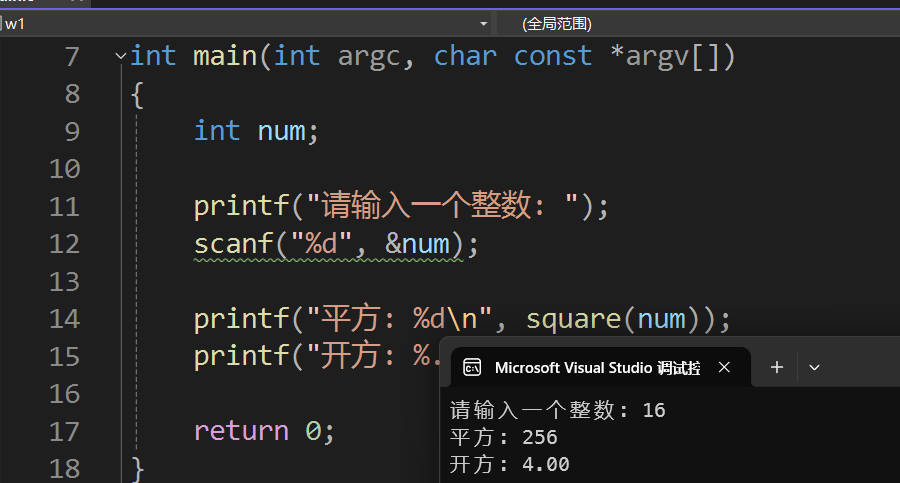 w1 (全局范围)
7 int main(int argc, char const *argv[])
8 {
9 int num;
10
11 printf("请输入一个整数: ");
12 scanf("%d", &num);
13
14 printf("平方: %d\n", square(num));
15 printf("开方: %.
16
17 return 0;
18 }
Microsoft Visual Studio 调试控
请输入一个整数: 16
平方: 256
开方: 4.00